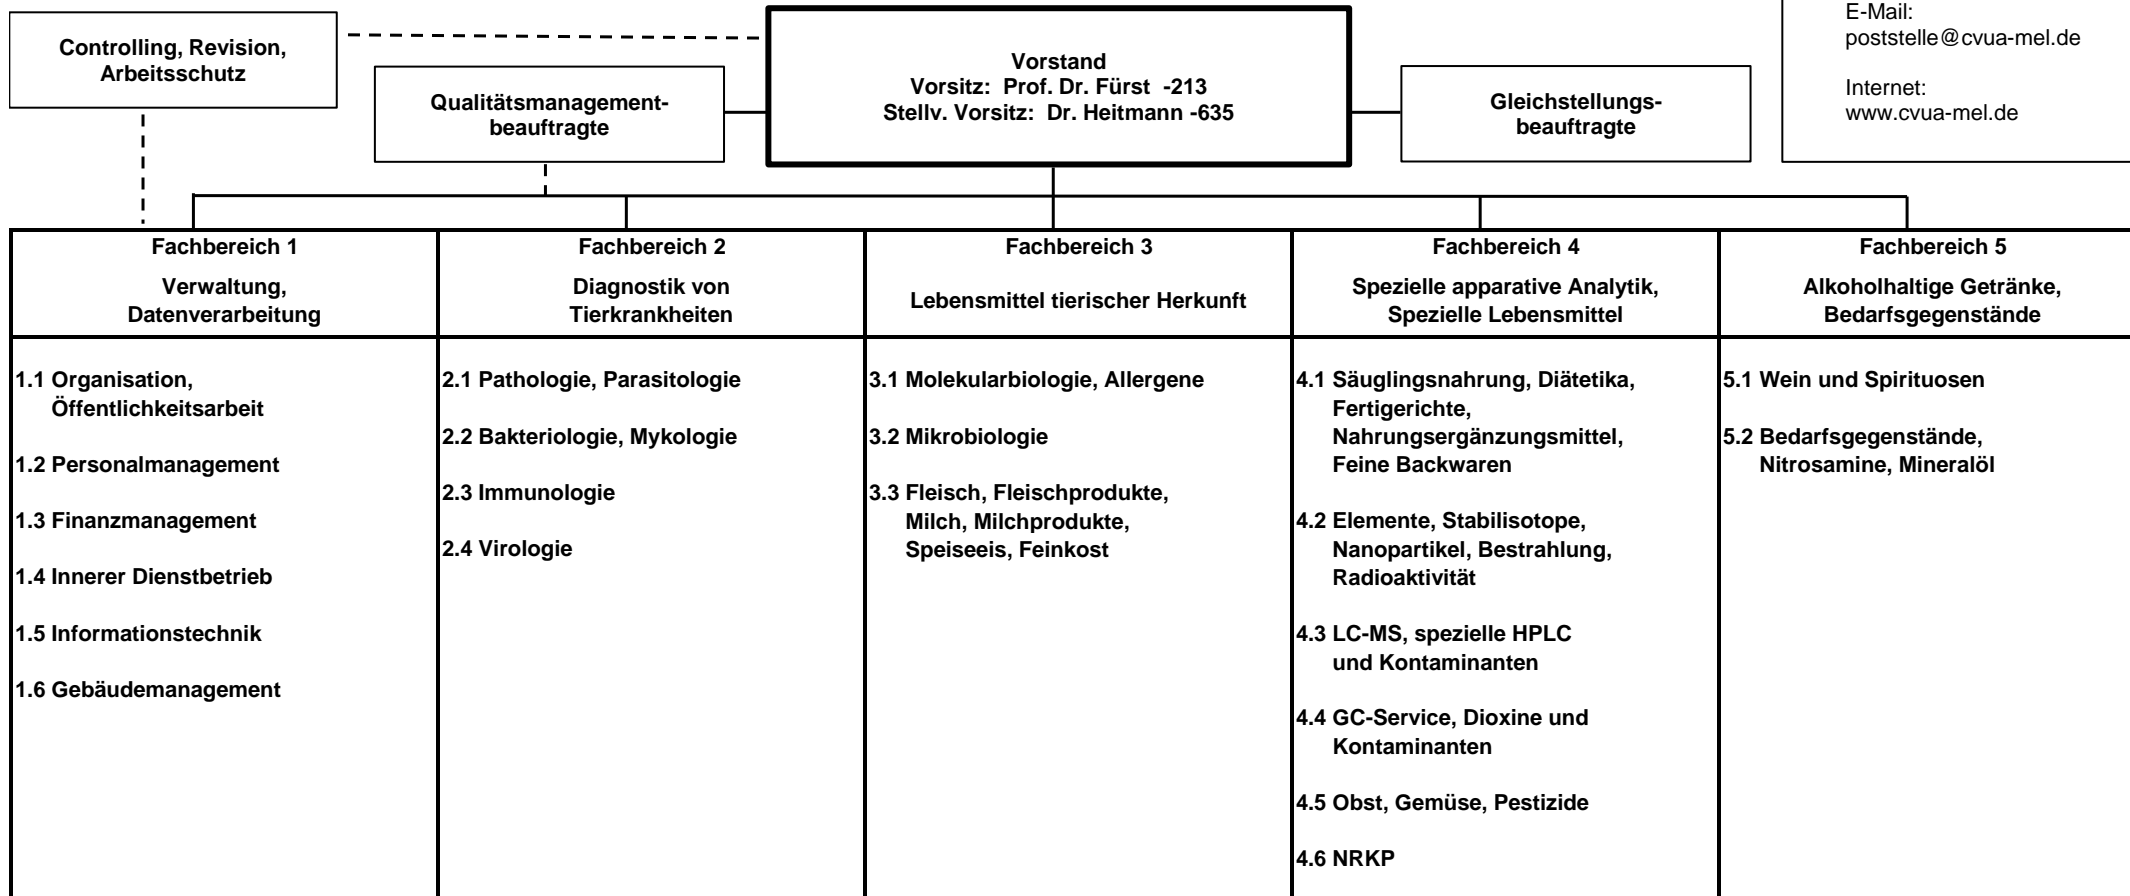 Controlling, Revision,
Arbeitsschutz
Qualitätsmanagement-
beauftragte
Vorstand
Vorsitz: Prof. Dr. Fürst -213
Stellv. Vorsitz: Dr. Heitmann -635
Gleichstellungs-
beauftragte
E-Mail:
poststelle@cvua-mel.de
Internet:
www.cvua-mel.de
Fachbereich 1
Verwaltung,
Datenverarbeitung
1.1 Organisation,
Öffentlichkeitsarbeit
1.2 Personalmanagement
1.3 Finanzmanagement
1.4 Innerer Dienstbetrieb
1.5 Informationstechnik
1.6 Gebäudemanagement
Fachbereich 2
Diagnostik von
Tierkrankheiten
2.1 Pathologie, Parasitologie
2.2 Bakteriologie, Mykologie
2.3 Immunologie
2.4 Virologie
Fachbereich 3
Lebensmittel tierischer Herkunft
3.1 Molekularbiologie, Allergene
3.2 Mikrobiologie
3.3 Fleisch, Fleischprodukte,
Milch, Milchprodukte,
Speiseeis, Feinkost
Fachbereich 4
Spezielle apparative Analytik,
Spezielle Lebensmittel
4.1 Säuglingsnahrung, Diätetika,
Fertigerichte,
Nahrungsergänzungsmittel,
Feine Backwaren
4.2 Elemente, Stabilisotope,
Nanopartikel, Bestrahlung,
Radioaktivität
4.3 LC-MS, spezielle HPLC
und Kontaminanten
4.4 GC-Service, Dioxine und
Kontaminanten
4.5 Obst, Gemüse, Pestizide
4.6 NRKP
Fachbereich 5
Alkoholhaltige Getränke,
Bedarfsgegenstände
5.1 Wein und Spirituosen
5.2 Bedarfsgegenstände,
Nitrosamine, Mineralöl